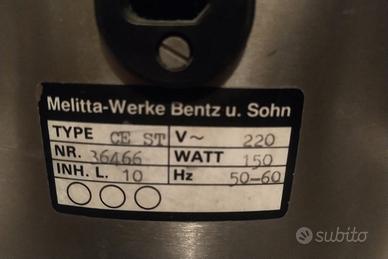 Melitta-Werke Bentz u. Sohn
TYPE CE ST V~ 220
NR. 36466 WATT 150
INH. L. 10 Hz 50-60
subito